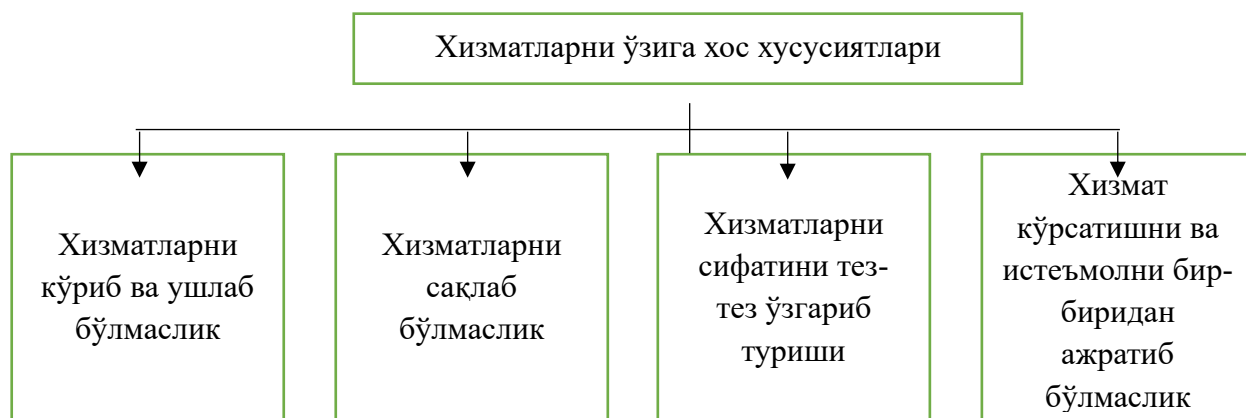 Хизматларни ўзига хос хусусиятлари
Хизматларни
кўриб ва ушлаб
бўлмаслик
Хизматларни
сақлаб
бўлмаслик
Хизматларни
сифатини тез-
тез ўзгариб
туриши
Хизмат
кўрсатишни ва
истеъмолни бир-
биридан
ажратиб
бўлмаслик